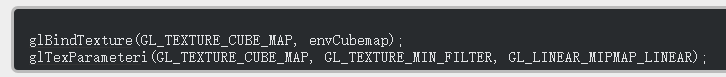 glBindTexture(GL_TEXTURE_CUBE_MAP, envCubemap);
glTexParameteri(GL_TEXTURE_CUBE_MAP, GL_TEXTURE_MIN_FILTER, GL_LINEAR_MIPMAP_LINEAR);